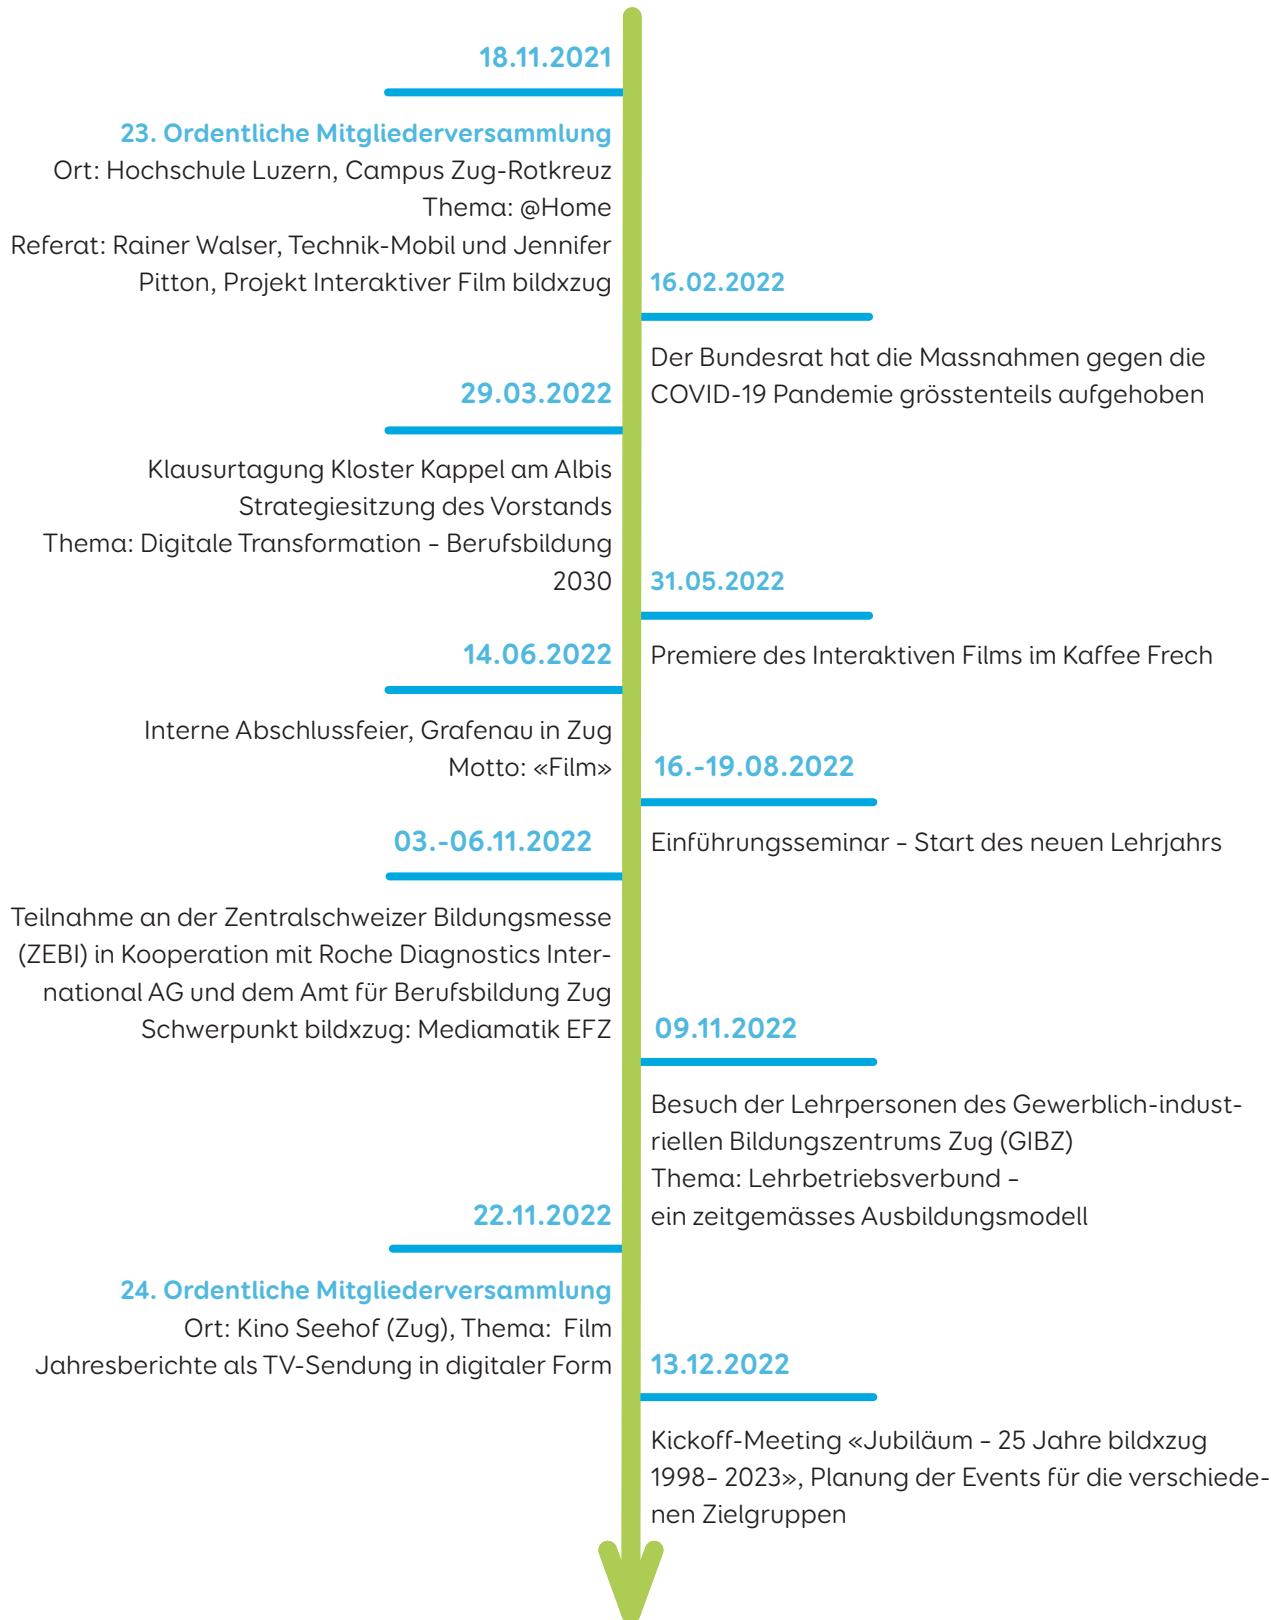 18.11.2021
23. Ordentliche Mitgliederversammlung
Ort: Hochschule Luzern, Campus Zug-Rotkreuz
Thema: @Home
Referat: Rainer Walser, Technik-Mobil und Jennifer
Pitton, Projekt Interaktiver Film bildxzug
16.02.2022
Der Bundesrat hat die Massnahmen gegen die
COVID-19 Pandemie grösstenteils aufgehoben
29.03.2022
Klausurtagung Kloster Kappel am Albis
Strategiesitzung des Vorstands
Thema: Digitale Transformation – Berufsbildung
2030
31.05.2022
Premiere des Interaktiven Films im Kaffee Frech
14.06.2022
Interne Abschlussfeier, Grafenau in Zug
Motto: «Film»
16.-19.08.2022
Einführungsseminar – Start des neuen Lehrjahrs
03.-06.11.2022
Teilnahme an der Zentralschweizer Bildungsmesse
(ZEBI) in Kooperation mit Roche Diagnostics Inter-
national AG und dem Amt für Berufsbildung Zug
Schwerpunkt bildxzug: Mediamatik EFZ
09.11.2022
Besuch der Lehrpersonen des Gewerblich-indust-
riellen Bildungszentrums Zug (GIBZ)
Thema: Lehrbetriebsverbund –
ein zeitgemässes Ausbildungsmodell
22.11.2022
24. Ordentliche Mitgliederversammlung
Ort: Kino Seehof (Zug), Thema: Film
Jahresberichte als TV-Sendung in digitaler Form
13.12.2022
Kickoff-Meeting «Jubiläum – 25 Jahre bildxzug
1998– 2023», Planung der Events für die verschiede-
nen Zielgruppen